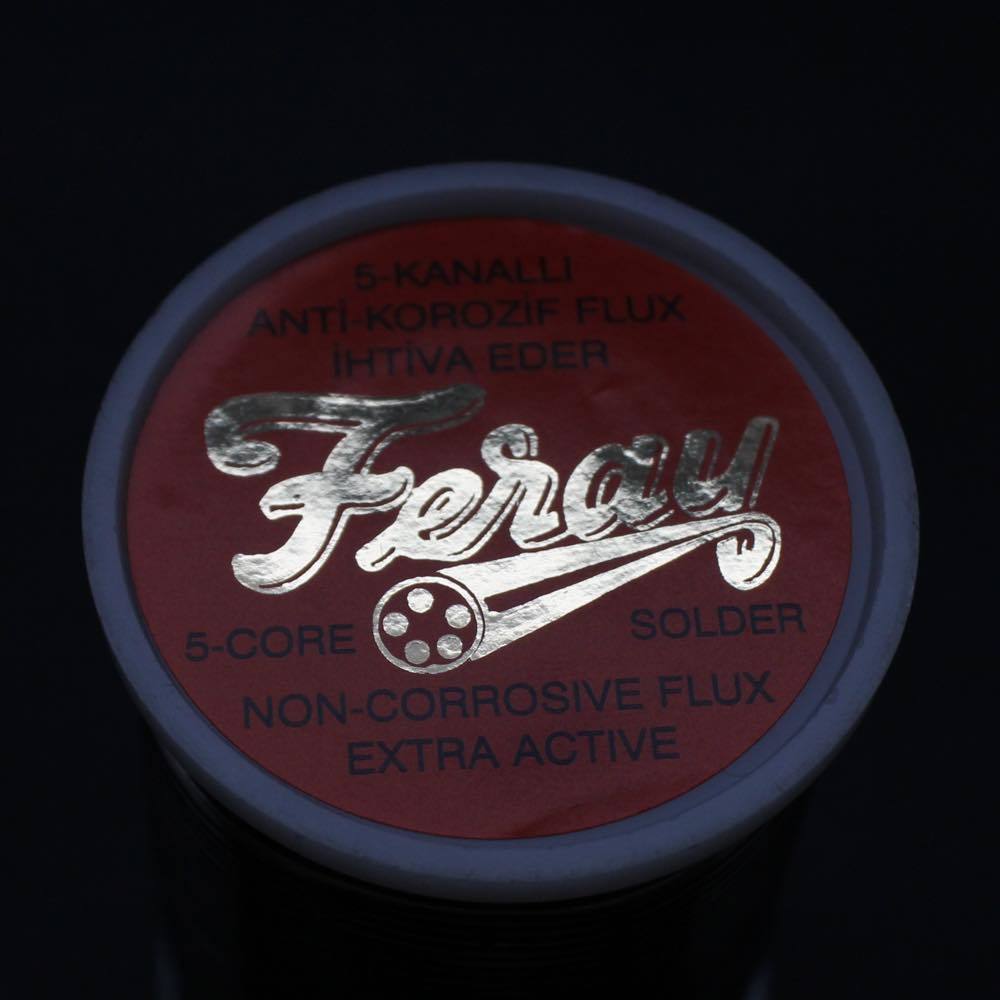 5-KANALLI
ANTİ-KOROZİF FLUX
İHTİVA EDER
Feray
5-CORE SOLDER
NON-CORROSIVE FLUX
EXTRA ACTIVE